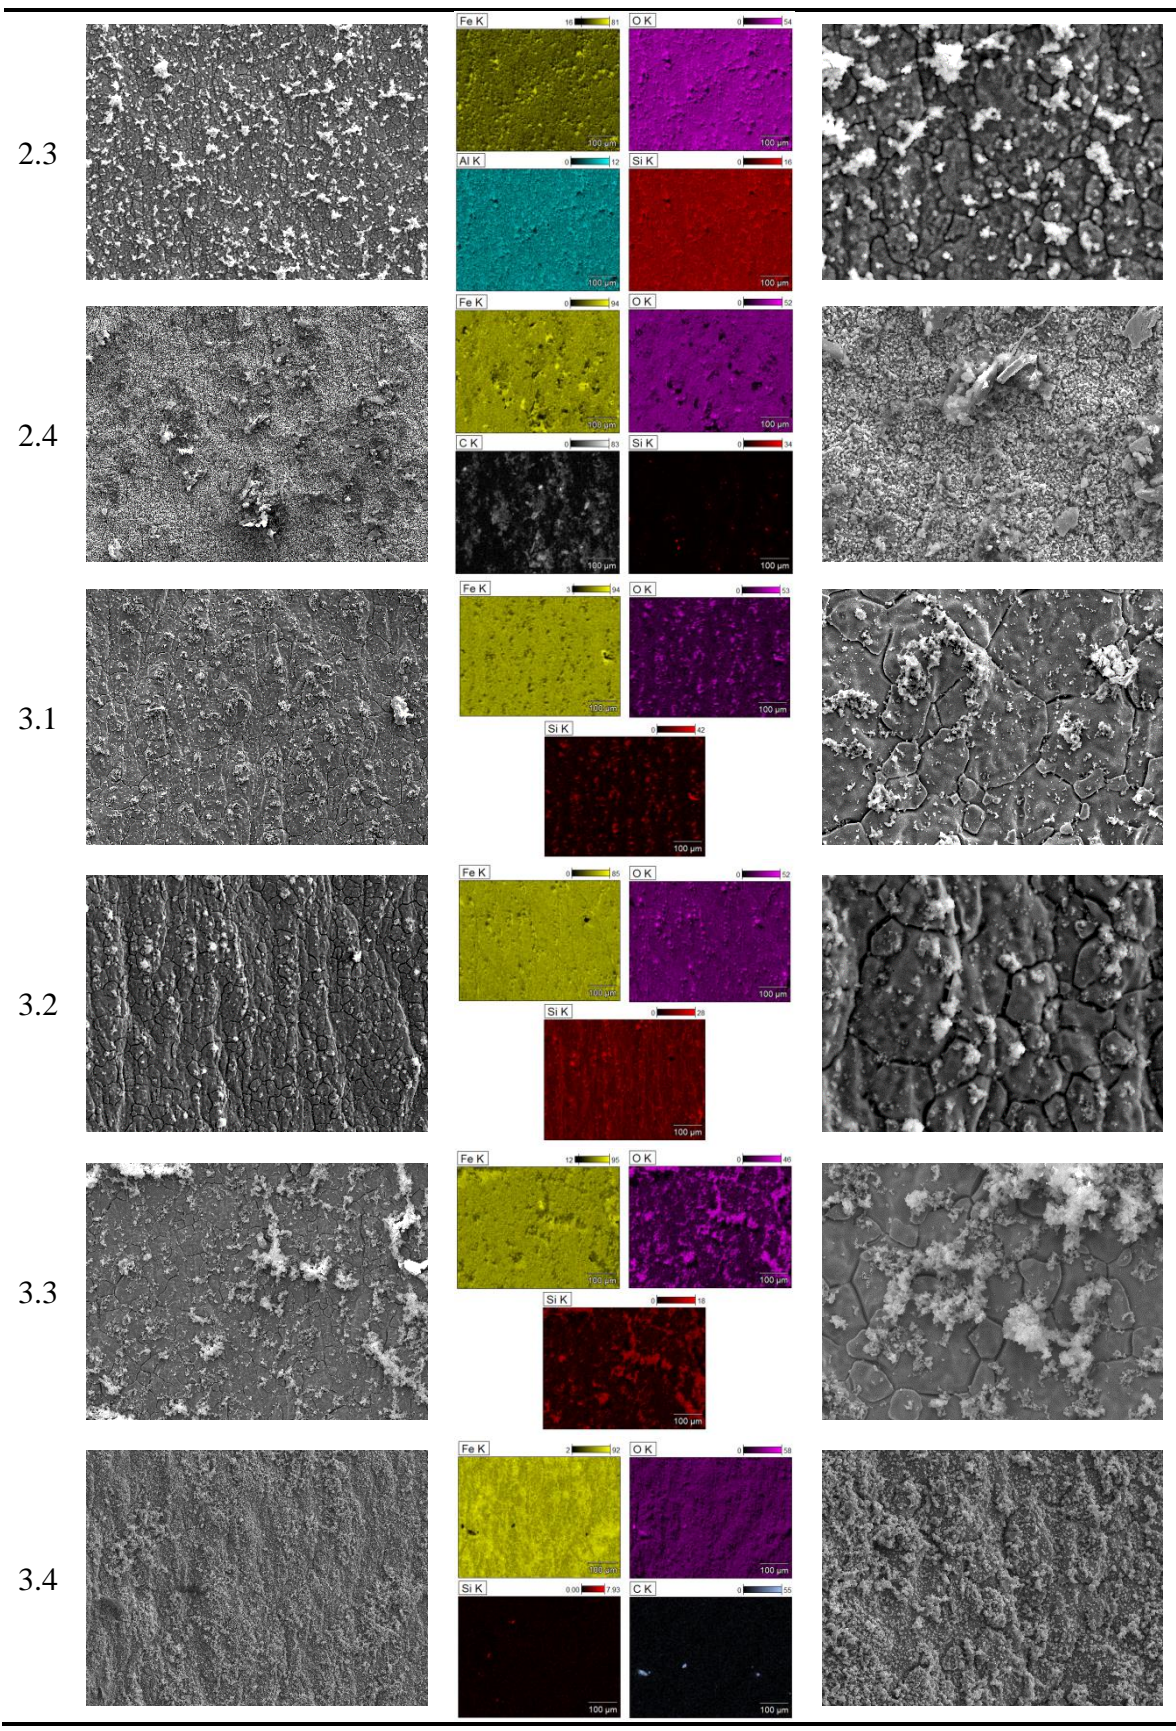 Fe K 16 81 O K 0 54
100 µm 100 µm
2.3
Al K 0 12 Si K 0 16
100 µm 100 µm
Fe K 0 94 O K 0 52
100 µm 100 µm
2.4
C K 0 83 Si K 0 34
100 µm 100 µm
Fe K 3 94 O K 0 53
100 µm 100 µm
3.1
Si K 0 42
100 µm
Fe K 0 85 O K 0 52
100 µm 100 µm
3.2
Si K 0 28
100 µm
Fe K 12 95 O K 0 46
100 µm 100 µm
3.3
Si K 0 18
100 µm
Fe K 2 92 O K 0 58
100 µm 100 µm
3.4
Si K 0.00 7.93 C K 0 55
100 µm 100 µm